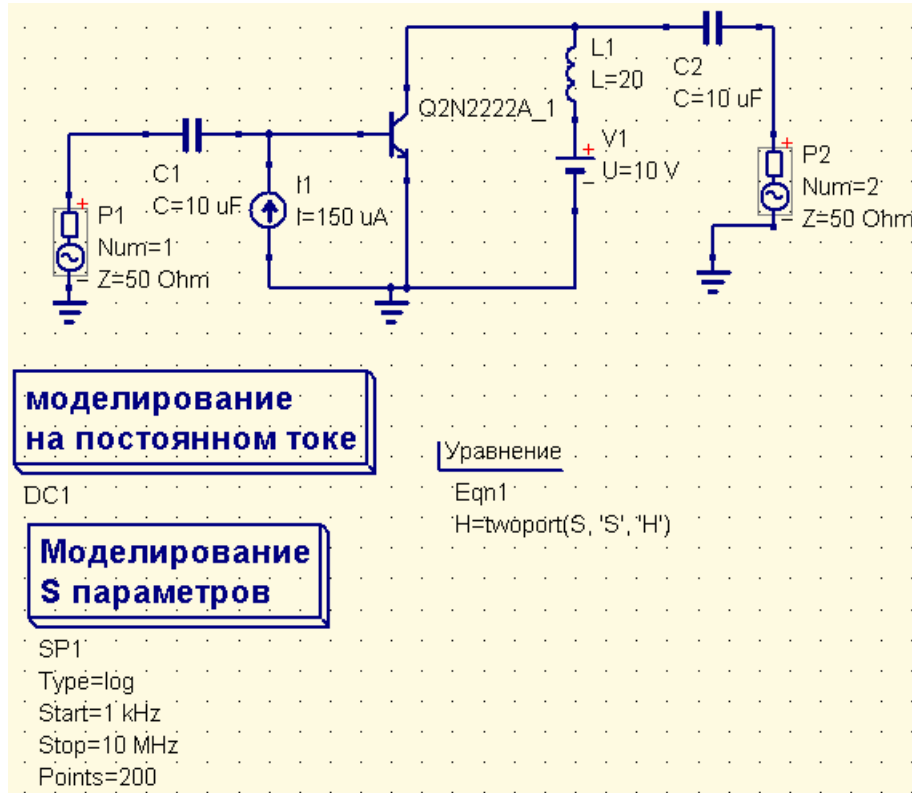 L1
L=20
C2
C=10 uF
Q2N2222A_1
V1
U=10 V
P2
Num=2
Z=50 Ohm
C1
C=10 uF
I1
I=150 uA
P1
Num=1
Z=50 Ohm
моделирование
на постоянном токе
DC1
Уравнение
Eqn1
H=twoport(S, 'S', 'H')
Моделирование
S параметров
SP1
Type=log
Start=1 kHz
Stop=10 MHz
Points=200